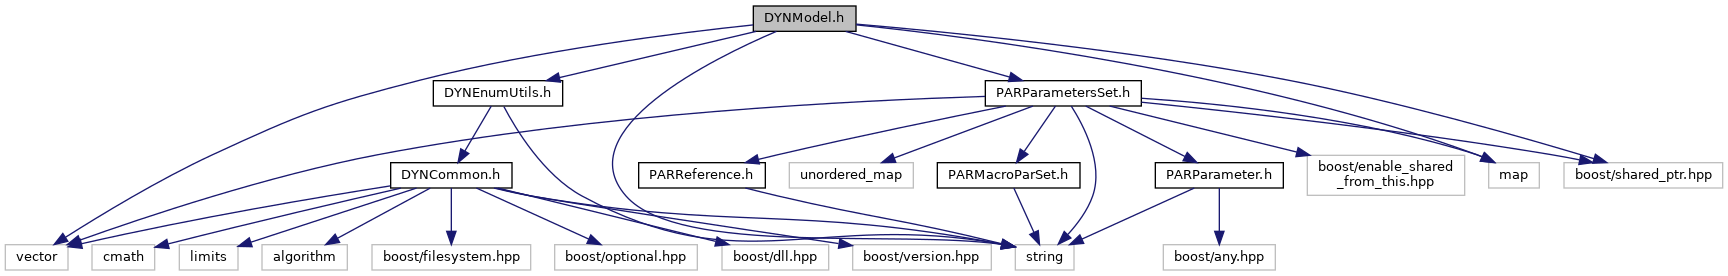 DYNModel.h
DYNEnumUtils.h
PARParametersSet.h
DYNCommon.h
PARReference.h
unordered_map
PARMacroParSet.h
PARParameter.h
boost/enable_shared
_from_this.hpp
map
boost/shared_ptr.hpp
vector
cmath
limits
algorithm
boost/filesystem.hpp
boost/optional.hpp
boost/dll.hpp
boost/version.hpp
string
boost/any.hpp